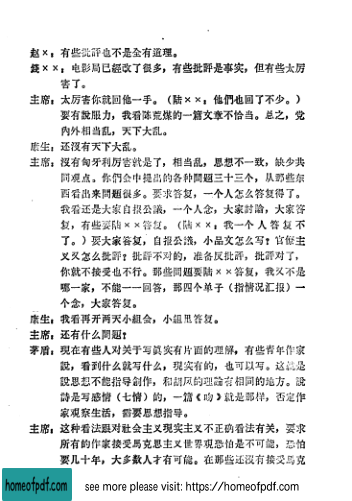 赵×：有些批評也不是全有道理。
錢××：电影局已經改了很多，有些批評是事实，但有些太厉
害了。
主席：太厉害你就回他一手。（陆××：他們也回了不少。）
要有說服力，我看陈荒煤的一篇文章不恰当。总之，党
內外相当乱，天下大乱。
康生：还沒有天下大乱。
主席：沒有匈牙利厉害就是了，相当乱，思想不一致，缺少共
同观点。你們会中提出的各种問題三十三个，从那些东
西看出来問題很多。要求答复，一个人怎么答复得了。
我看还是大家自报公議，一个人念，大家討論，大家答
复，有些要陆××答复。（陆××：我一个人答复不
了。）要大家答复，自报公議，小品文怎么写？官僚主
义又怎么批評？批評不对的，准备反批評，批評对了，
你就不接受也不行。那些問題要陆××答复，我又不是
哪一家，不能一一回答，那四个单子（指情况汇报）一
个念，大家答复。
康生：我看再开两天小組会，小組里答复。
主席：还有什么問題？
茅盾：現在有些人对关于写眞实有片面的理解，有些青年作家
說，看到什么就写什么，現实有的，也可以写。这就是
說思想不能指导創作，和胡风的理論有相同的地方。說
詩是写感情（七情）的，一篇《吻》就是那样，否定作
家观察生活，需要思想指导。
主席：这种看法跟对社会主义現实主义不正确看法有关，要求
所有的作家接受馬克思主义世界观恐怕是不可能，恐怕
要几十年，大多数人才有可能。在那些还沒有接受馬克
homeofpdf.com
see more please visit: https://homeofpdf.com